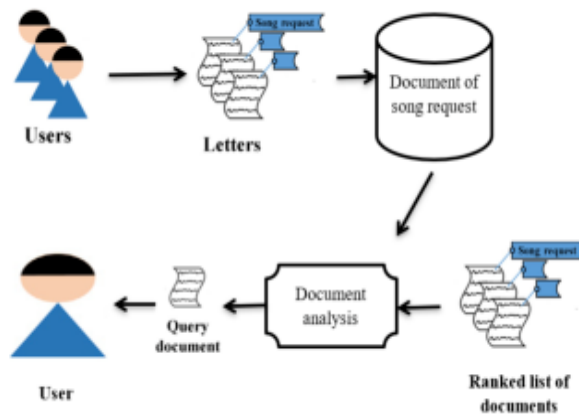 Song request
Users
Letters
Document of
song request
Song request
Document
analysis
Query
document
User
Ranked list of
documents